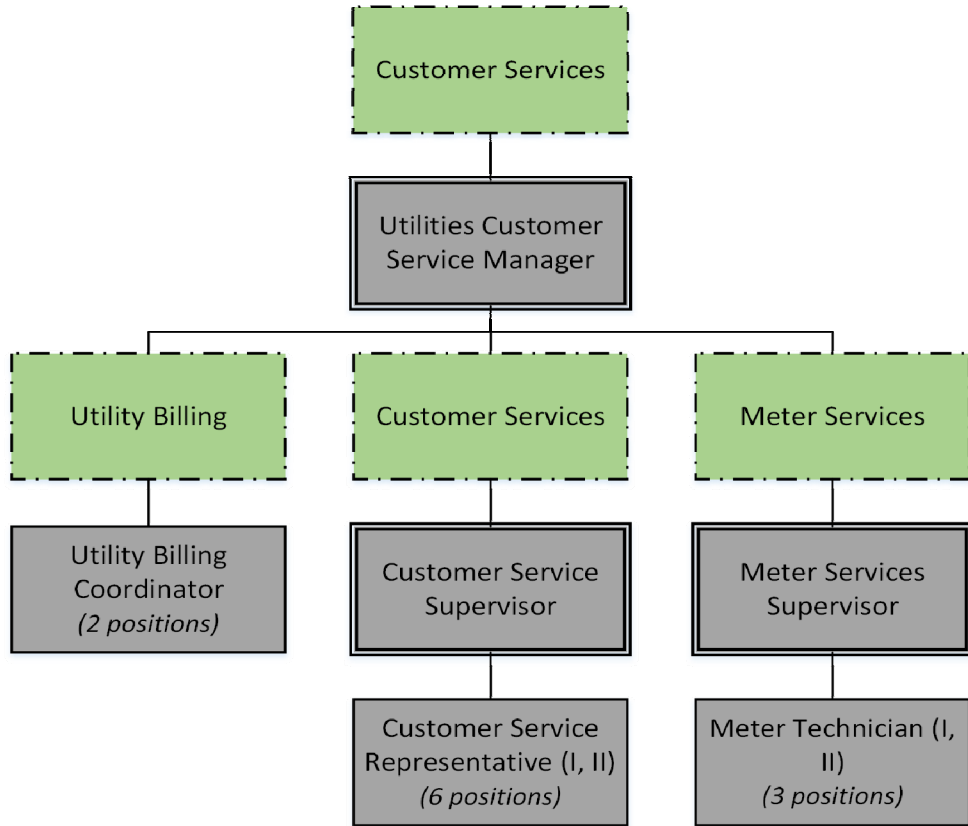 Customer Services
Utilities Customer
Service Manager
Utility Billing
Customer Services
Meter Services
Utility Billing
Coordinator
(2 positions)
Customer Service
Supervisor
Meter Services
Supervisor
Customer Service
Representative (I, II)
(6 positions)
Meter Technician (I,
II)
(3 positions)